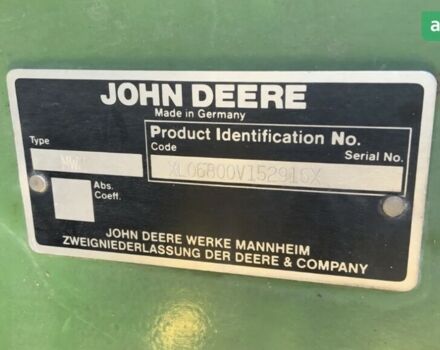 JOHN DEERE
Made in Germany
Product Identification No.
Type
Code
Serial No.
Abs.
Coeff.
JOHN DEERE WERKE MANNHEIM
ZWEIGNIEDERLASSUNG DER DEERE & COMPANY
a